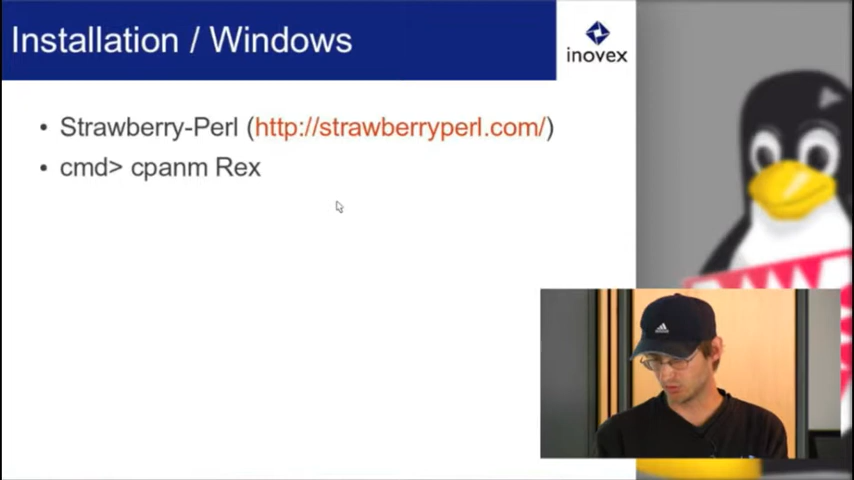 Installation / Windows
inovex
• Strawberry-Perl (http://strawberryperl.com/)
• cmd> cpanm Rex